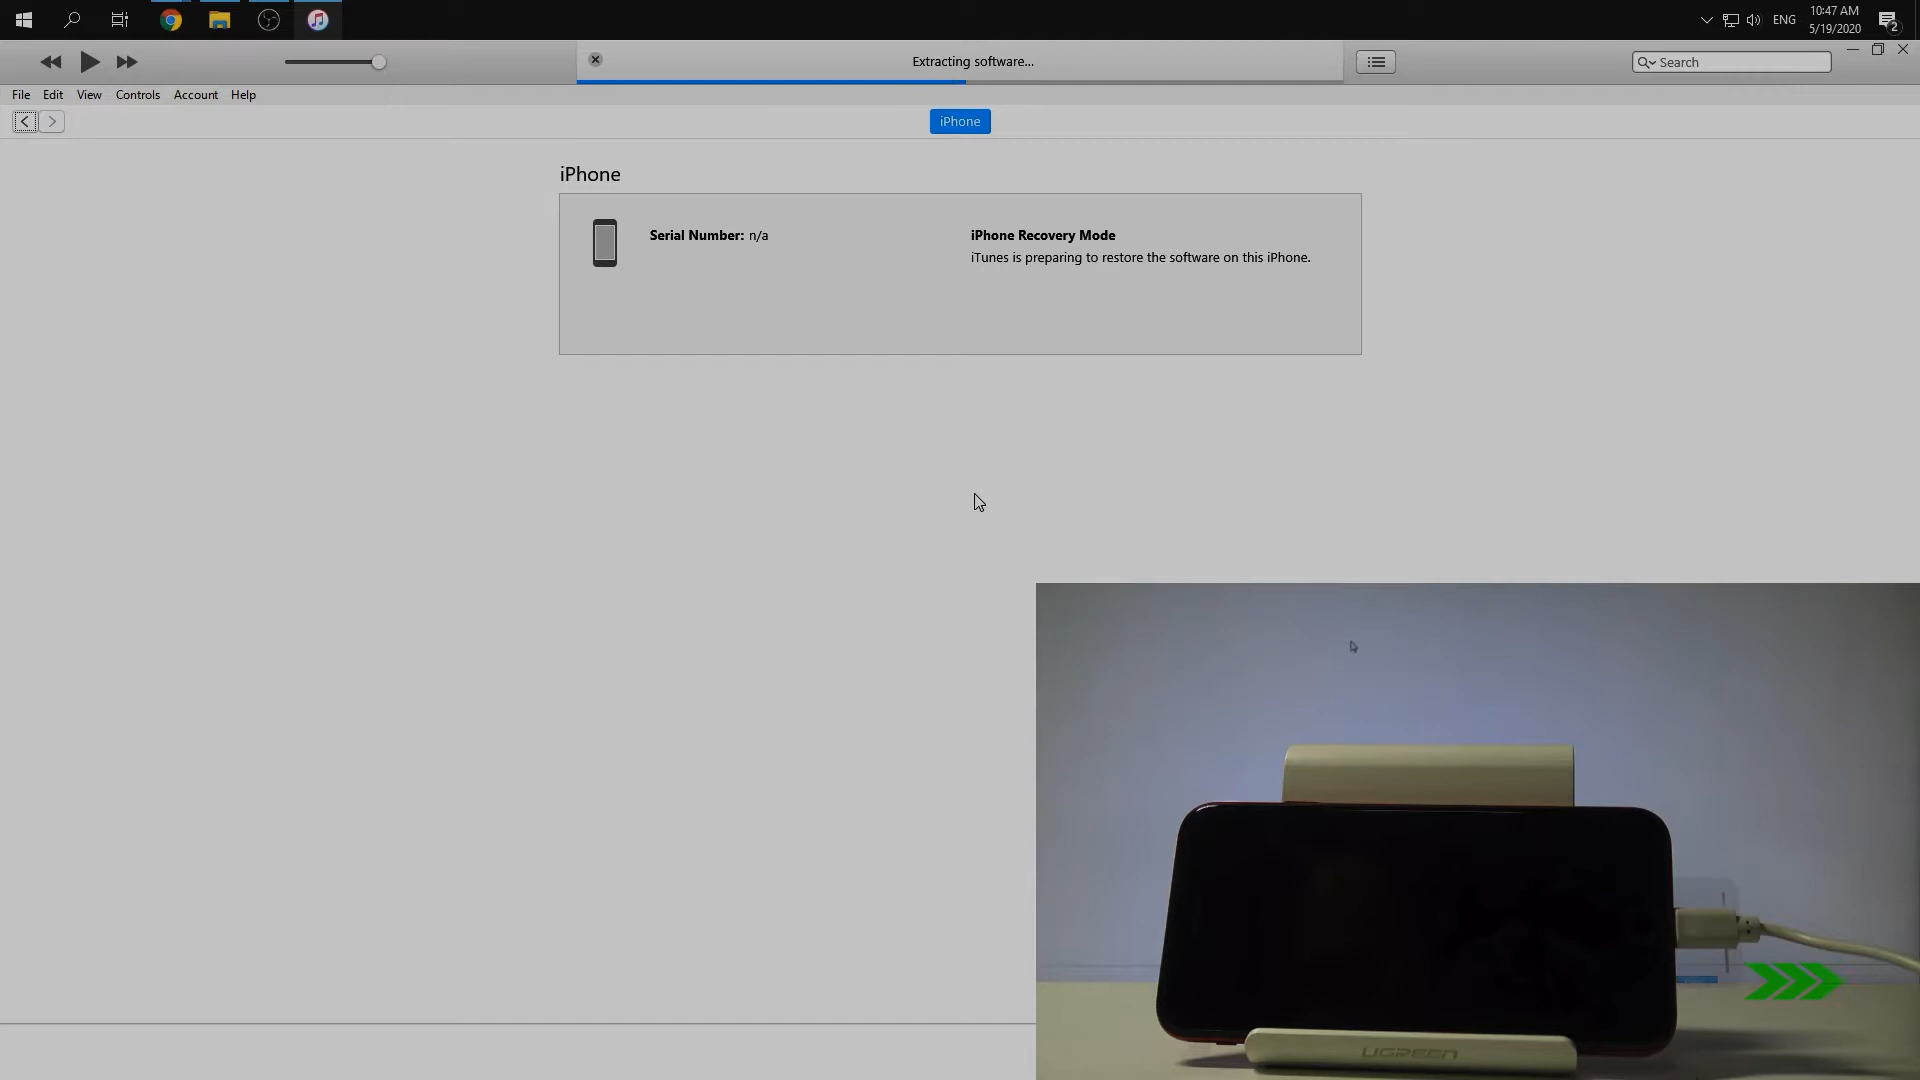 10:47 AM
ENG
5/19/2020
2
Extracting software...
Search
File Edit View Controls Account Help
iPhone
iPhone
Serial Number: n/a
iPhone Recovery Mode
iTunes is preparing to restore the software on this iPhone.
UGREEN